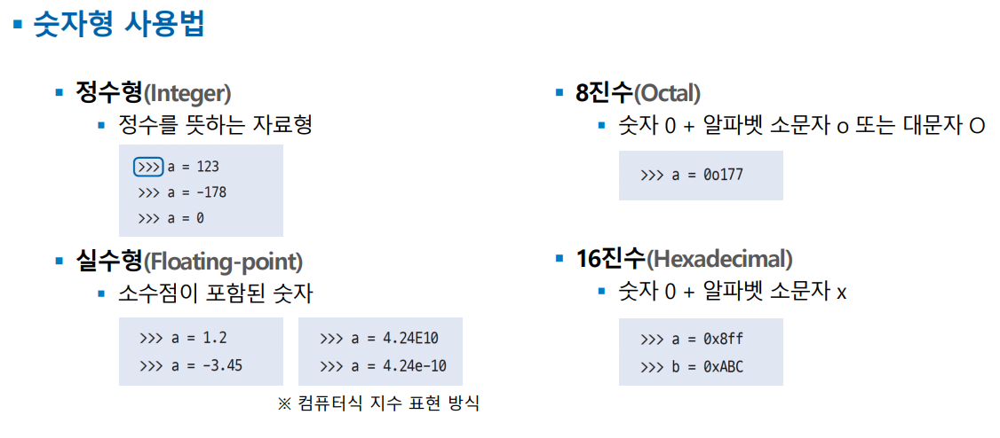 숫자형 사용법
정수형(Integer)
정수를 뜻하는 자료형
>>> a = 123
>>> a = -178
>>> a = 0
실수형(Floating-point)
소수점이 포함된 숫자
>>> a = 1.2
>>> a = -3.45
>>> a = 4.24E10
>>> a = 4.24e-10
※ 컴퓨터식 지수 표현 방식
8진수(Octal)
숫자 0 + 알파벳 소문자 o 또는 대문자 O
>>> a = 0o177
16진수(Hexadecimal)
숫자 0 + 알파벳 소문자 x
>>> a = 0x8ff
>>> b = 0xABC